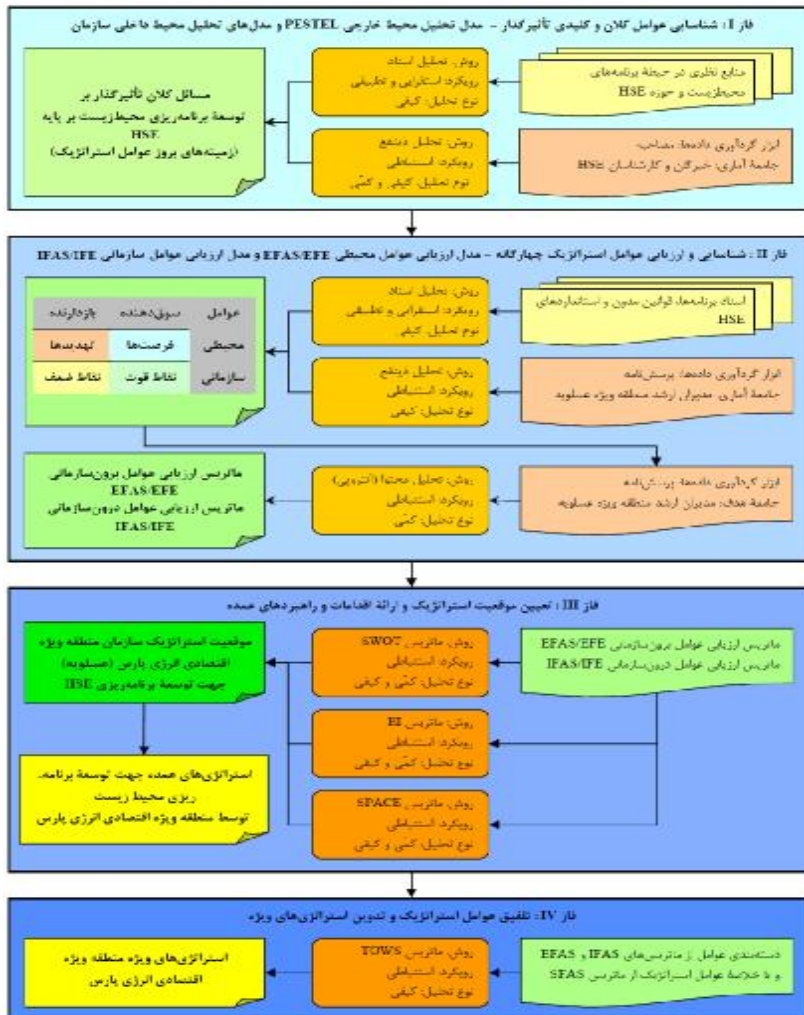 فاز I : شناسایی عوامل کلان و کلیدی تأثیرگذار - مدل تحلیل محیط خارجی PESTEL و مدل‌های تحلیل محیط داخلی سازمان
منابع نظری در حیطهٔ برنامه‌های
محیط‌زیست و حوزه HSE
روش: تحلیل اسناد
رویکرد: استقرایی و تطبیقی
نوع تحلیل: کیفی
ابزار گردآوری داده‌ها: مصاحبه
جامعهٔ آماری: خبرگان و کارشناسان HSE
روش: تحلیل ذینفع
رویکرد: استنباطی
نوع تحلیل: کیفی و کمّی
مسائل کلان تأثیرگذار بر
توسعهٔ برنامه‌ریزی محیط‌زیست بر پایه
HSE
(زمینه‌های بروز عوامل استراتژیک)
فاز II : شناسایی و ارزیابی عوامل استراتژیک چهارگانه - مدل ارزیابی عوامل محیطی EFAS/EFE و مدل ارزیابی عوامل سازمانی IFAS/IFE
اسناد برنامه‌ها، قوانین مدون و استانداردهای
HSE
روش: تحلیل اسناد
رویکرد: استقرایی و تطبیقی
نوع تحلیل: کیفی
ابزار گردآوری داده‌ها: پرسش‌نامه
جامعهٔ آماری: مدیران ارشد منطقه ویژه عسلویه
روش: تحلیل ذینفع
رویکرد: استنباطی
نوع تحلیل: کیفی
عوامل سوق‌دهنده بازدارنده
محیطی فرصت‌ها تهدیدها
سازمانی نقاط قوت نقاط ضعف
ابزار گردآوری داده‌ها: پرسش‌نامه
جامعهٔ هدف: مدیران ارشد منطقه ویژه عسلویه
روش: تحلیل محتوا (آنتروپی)
رویکرد: استنباطی
نوع تحلیل: کمّی
ماتریس ارزیابی عوامل برون‌سازمانی
EFAS/EFE
ماتریس ارزیابی عوامل درون‌سازمانی
IFAS/IFE
فاز III : تعیین موقعیت استراتژیک و ارائهٔ اقدامات و راهبردهای عمده
ماتریس ارزیابی عوامل برون‌سازمانی EFAS/EFE
ماتریس ارزیابی عوامل درون‌سازمانی IFAS/IFE
روش: ماتریس SWOT
رویکرد: استنباطی
نوع تحلیل: کمّی و کیفی
روش: ماتریس EI
رویکرد: استنباطی
نوع تحلیل: کمّی و کیفی
روش: ماتریس SPACE
رویکرد: استنباطی
نوع تحلیل: کمّی و کیفی
موقعیت استراتژیک سازمان منطقه ویژه
اقتصادی انرژی پارس (عسلویه)
جهت توسعهٔ برنامه‌ریزی HSE
استراتژی‌های عمده جهت توسعهٔ برنامه‌
ریزی محیط زیست
توسط منطقه ویژه اقتصادی انرژی پارس
فاز IV : تلفیق عوامل استراتژیک و تدوین استراتژی‌های ویژه
دسته‌بندی عوامل از ماتریس‌های IFAS و EFAS
و یا خلاصهٔ عوامل استراتژیک از ماتریس SFAS
روش: ماتریس TOWS
رویکرد: استنباطی
نوع تحلیل: کیفی
استراتژی‌های ویژه منطقه ویژه
اقتصادی انرژی پارس